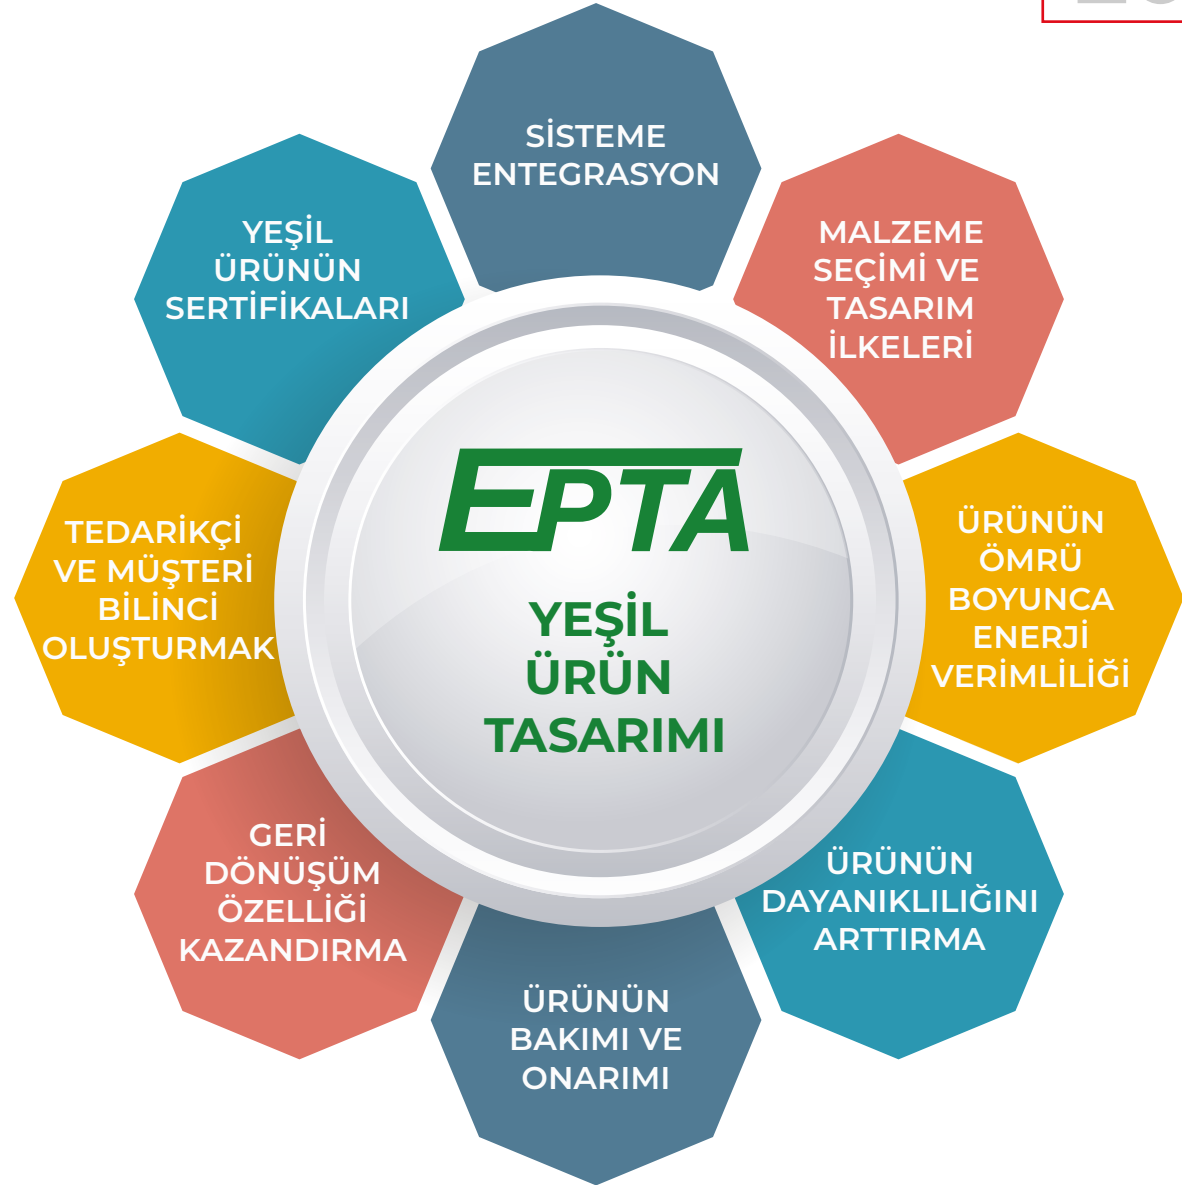 SİSTEME
ENTEGRASYON
MALZEME
SEÇİMİ VE
TASARIM
İLKELERİ
ÜRÜNÜN
ÖMRÜ
BOYUNCA
ENERJİ
VERİMLİLİĞİ
ÜRÜNÜN
DAYANIKLILIĞINI
ARTTIRMA
ÜRÜNÜN
BAKIMI VE
ONARIMI
GERİ
DÖNÜŞÜM
ÖZELLİĞİ
KAZANDIRMA
TEDARİKÇİ
VE MÜŞTERİ
BİLİNCİ
OLUŞTURMAK
YEŞİL
ÜRÜNÜN
SERTİFİKALARI
EPTA
YEŞİL
ÜRÜN
TASARIMI